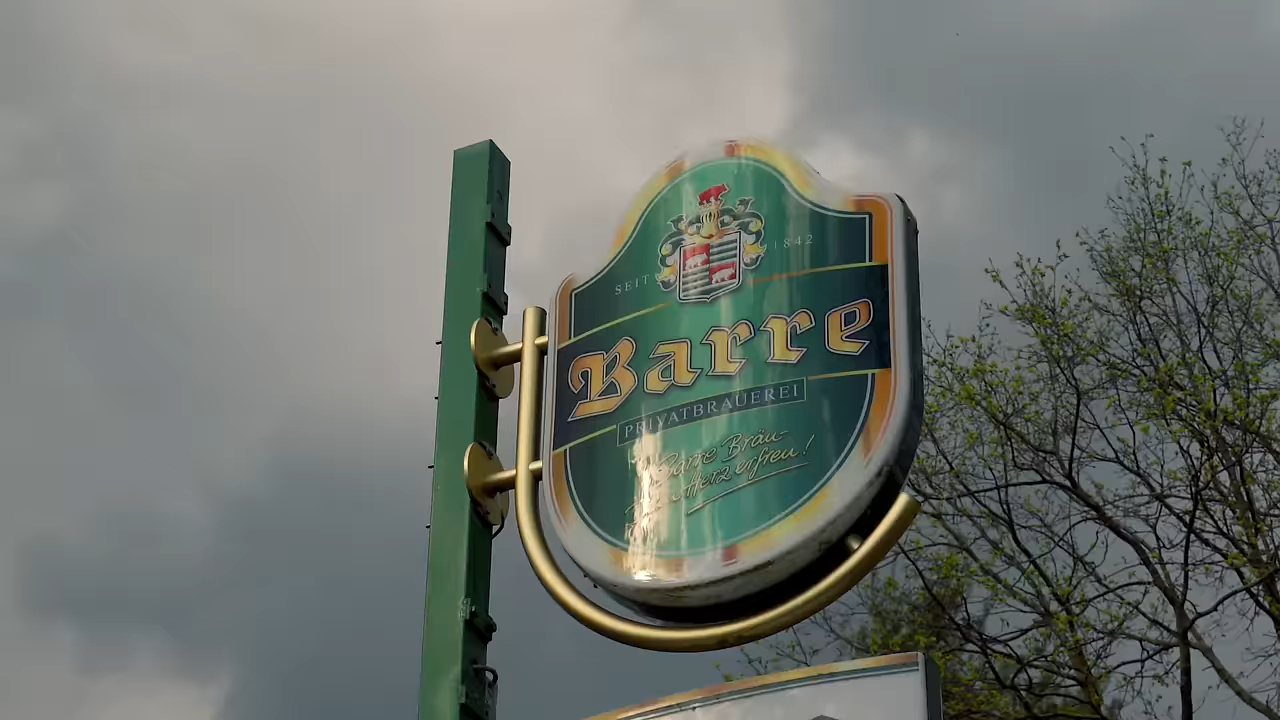 SEIT 1842
Barre
PRIVATBRAUEREI
Barre Bräu-
Herz erfreu!